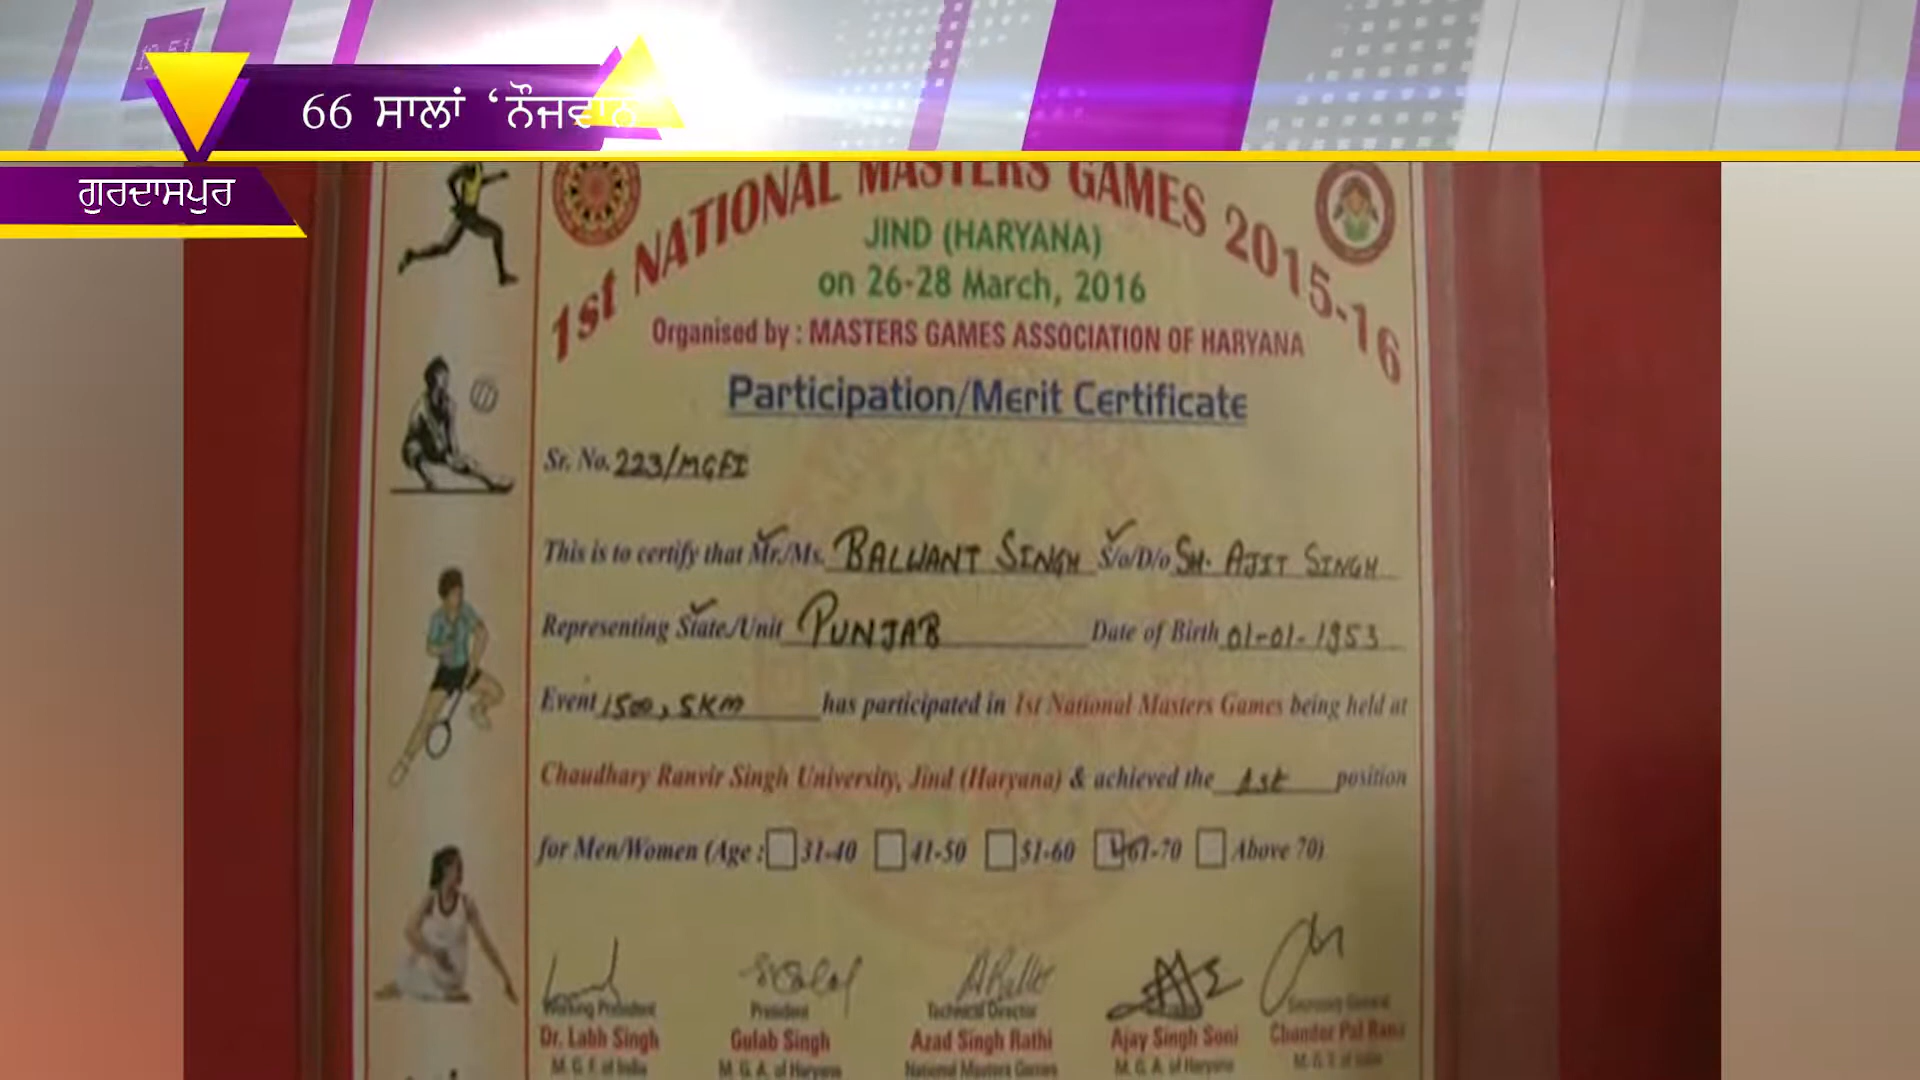 66 ਸਾਲਾਂ ‘ਨੌਜਵਾਨ
ਗੁਰਦਾਸਪੁਰ
1st NATIONAL MASTERS GAMES 2015-16
JIND (HARYANA)
on 26-28 March, 2016
Organised by : MASTERS GAMES ASSOCIATION OF HARYANA
Participation/Merit Certificate
Sr. No. 223/MGFI
This is to certify that Mr./Ms. BALWANT SINGH S/o/D/o SH. AJIT SINGH
Representing State/Unit PUNJAB Date of Birth 01-01-1953
Event 1500, 5KM has participated in 1st National Masters Games being held at
Chaudhary Ranvir Singh University, Jind (Haryana) & achieved the 1st position
for Men/Women (Age : 31-40 41-50 51-60 61-70 Above 70)
Working President President Technical Director
Dr. Labh Singh Gulab Singh Azad Singh Rathi Ajay Singh Soni Chander Pal Rana
M. G. F. of India M. G. A. of Haryana National Masters Games M. G. A. of Haryana M. G. F. of India